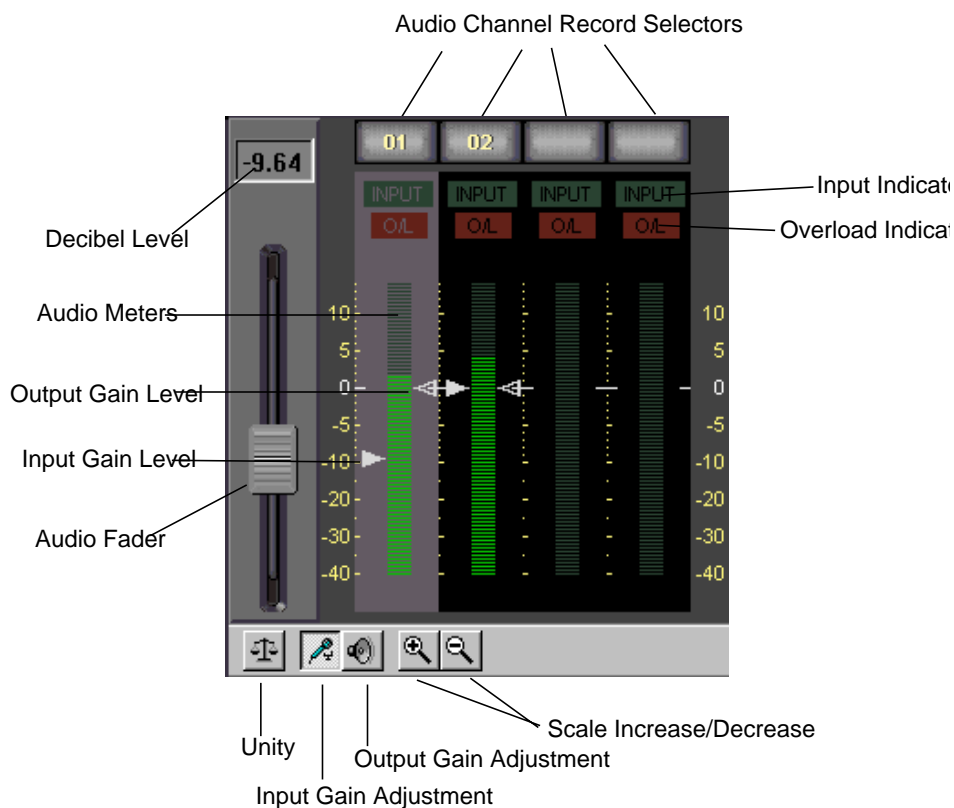 Audio Channel Record Selectors
01 02
-9.64
INPUT INPUT INPUT INPUT
Input Indicat
O/L O/L O/L O/L
Overload Indicat
Decibel Level
Audio Meters
10 10
5 5
Output Gain Level
0 0
-5 -5
Input Gain Level
-10 -10
-20 -20
Audio Fader
-30 -30
-40 -40
Unity
Scale Increase/Decrease
Output Gain Adjustment
Input Gain Adjustment